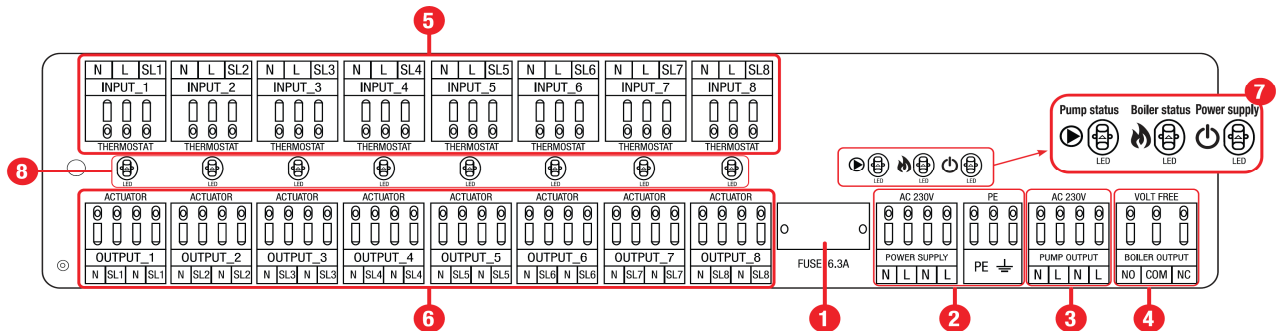 5
N L SL1 N L SL2 N L SL3 N L SL4 N L SL5 N L SL6 N L SL7 N L SL8
INPUT_1 INPUT_2 INPUT_3 INPUT_4 INPUT_5 INPUT_6 INPUT_7 INPUT_8
THERMOSTAT THERMOSTAT THERMOSTAT THERMOSTAT THERMOSTAT THERMOSTAT THERMOSTAT THERMOSTAT
7
Pump status Boiler status Power supply
LED LED LED
8
LED LED LED LED LED LED LED LED
LED LED LED
ACTUATOR ACTUATOR ACTUATOR ACTUATOR ACTUATOR ACTUATOR ACTUATOR ACTUATOR
OUTPUT_1 OUTPUT_2 OUTPUT_3 OUTPUT_4 OUTPUT_5 OUTPUT_6 OUTPUT_7 OUTPUT_8
N SL1 N SL1 N SL2 N SL2 N SL3 N SL3 N SL4 N SL4 N SL5 N SL5 N SL6 N SL6 N SL7 N SL7 N SL8 N SL8
FUSE 6.3A
AC 230V
POWER SUPPLY
N L N L
PE
PE
AC 230V
PUMP OUTPUT
N L N L
VOLT FREE
BOILER OUTPUT
NO COM NC
6
1
2
3
4